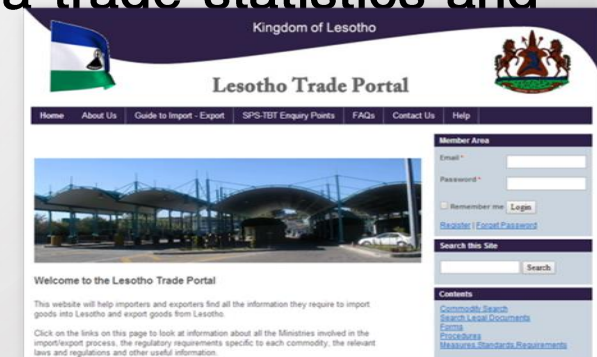 a trade statistics and
Kingdom of Lesotho
Lesotho Trade Portal
Home About Us Guide to Import - Export SPS-TBT Enquiry Points FAQs Contact Us Help
Member Area
Email *
Password *
Remember me Login
Register | Forget Password
Search this Site
Search
Contents
Commodity Search
Search Legal Documents
Forms
Procedures
Measures,Standards,Requirements
Welcome to the Lesotho Trade Portal
This website will help importers and exporters find all the information they require to import
goods into Lesotho and export goods from Lesotho.
Click on the links on this page to look at information about all the Ministries involved in the
import/export process, the regulatory requirements specific to each commodity, the relevant
laws and regulations and other useful information.